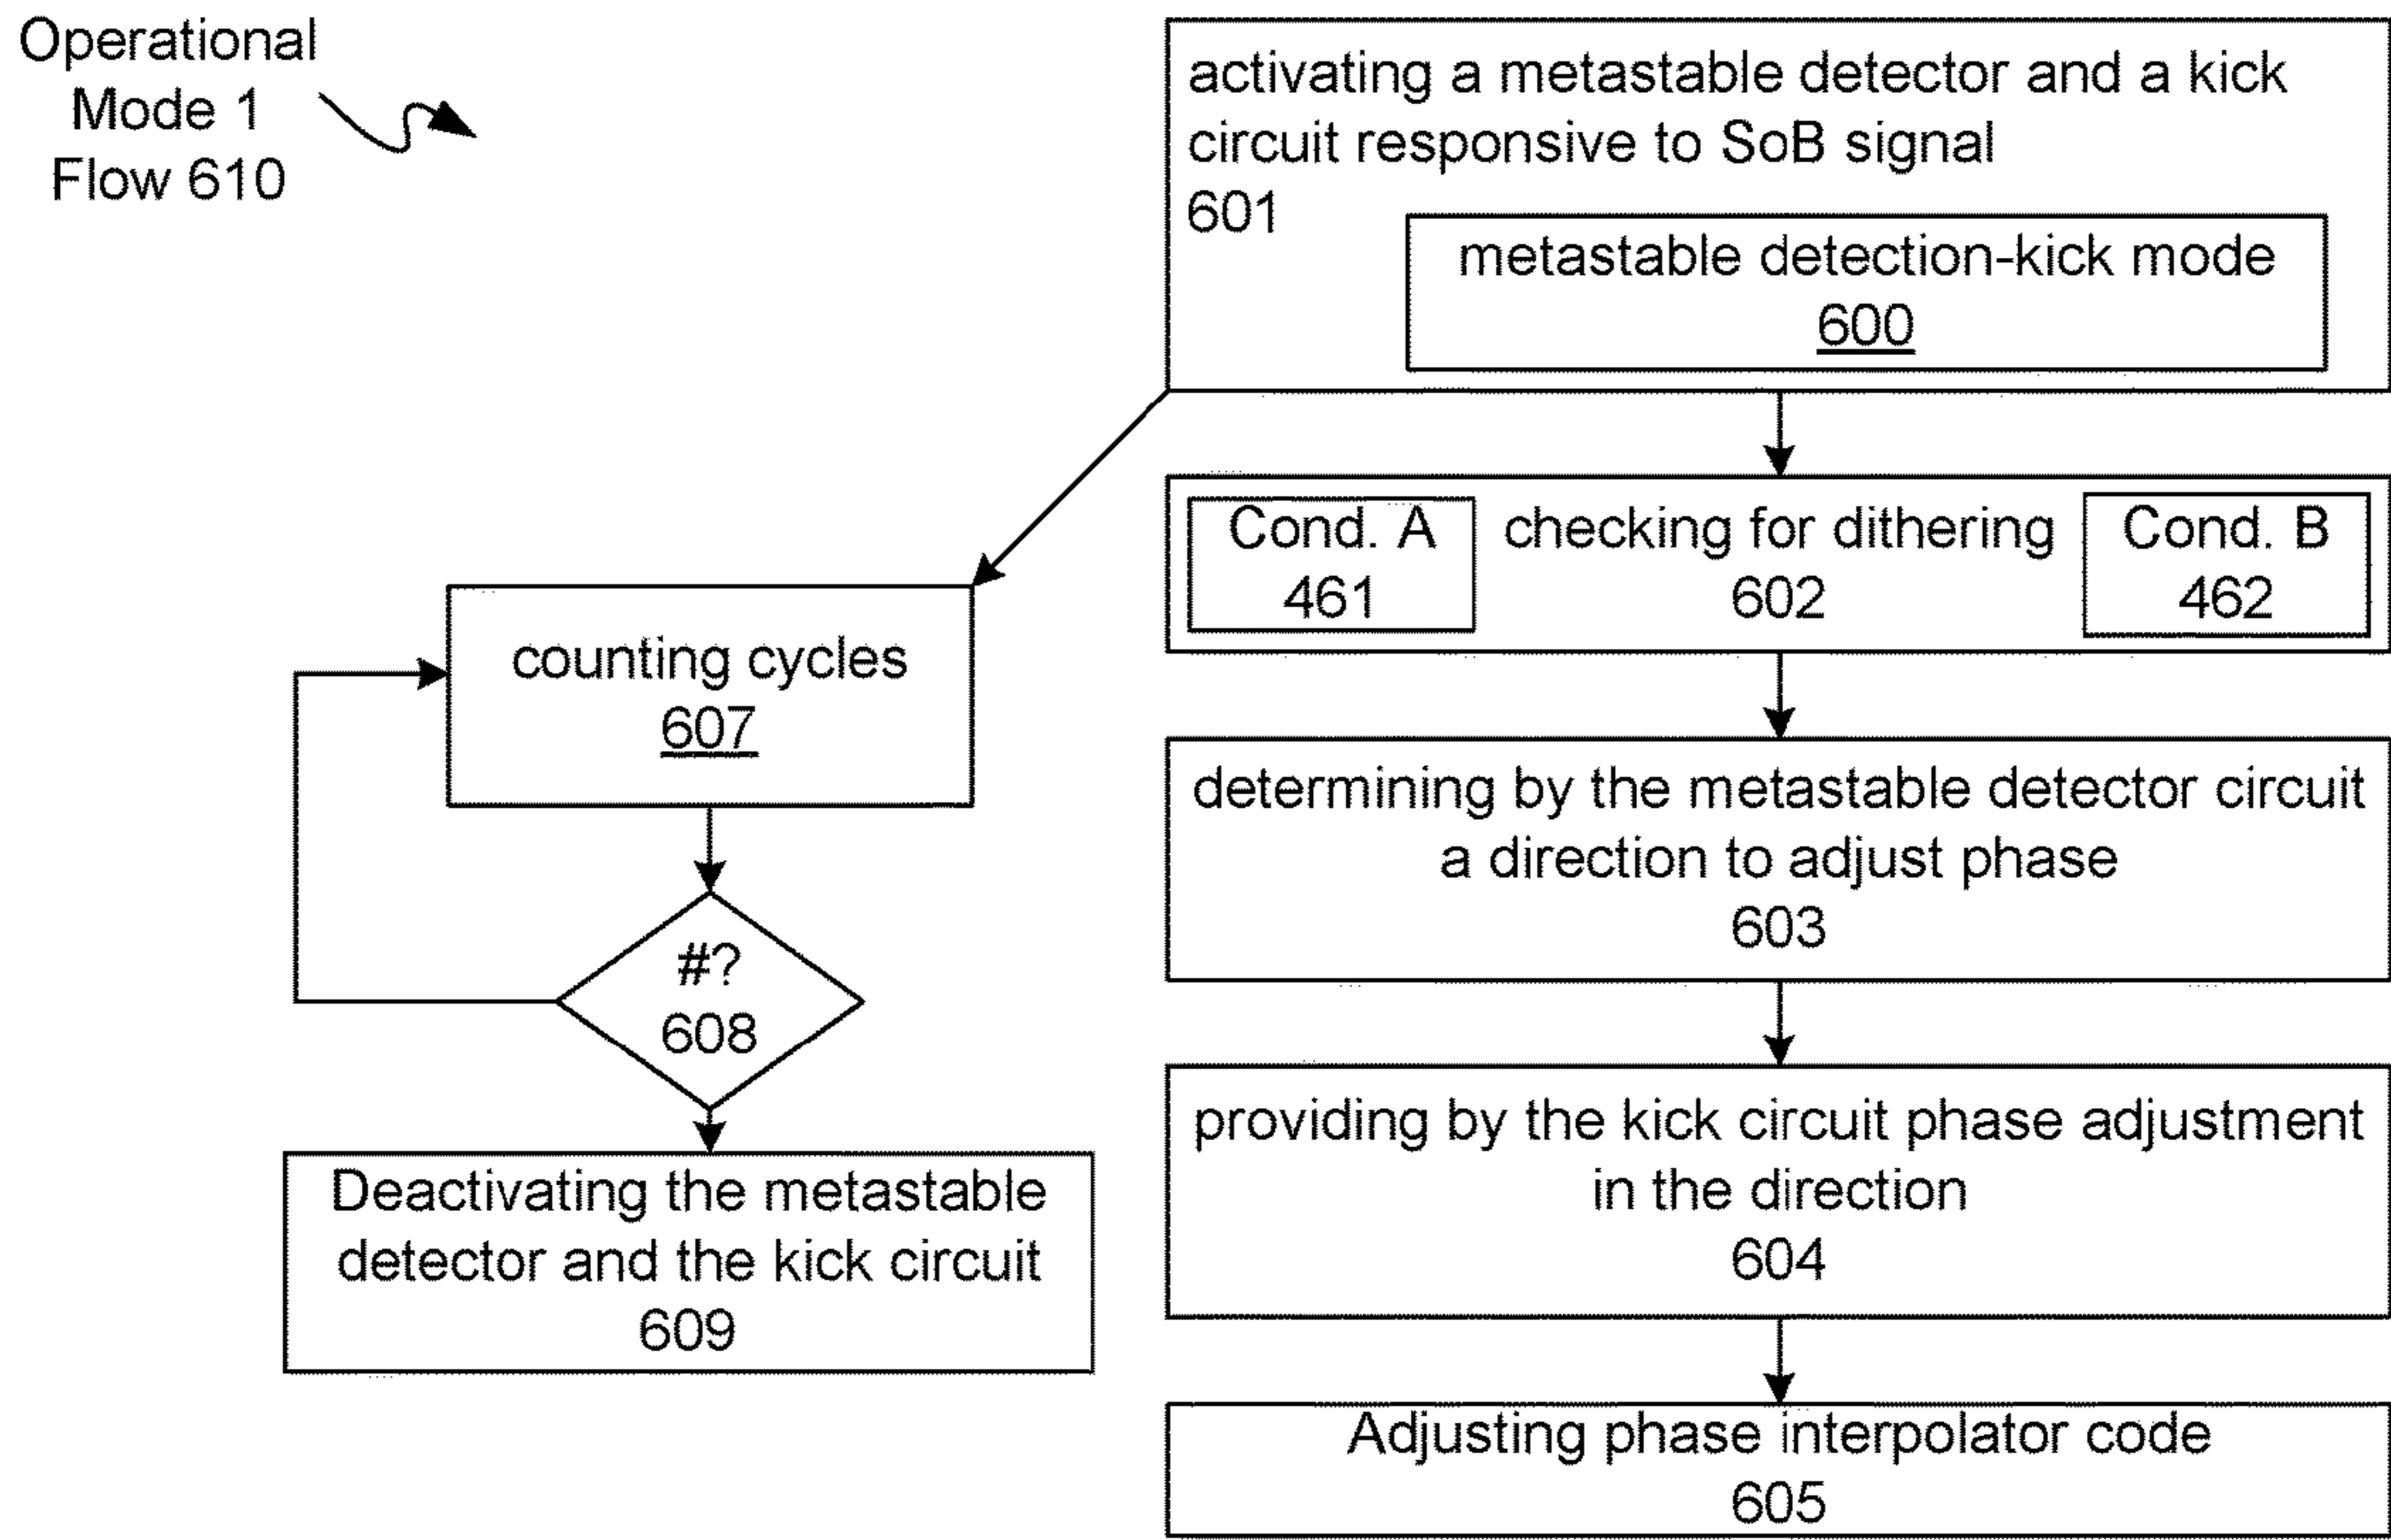 Operational
Mode 1
Flow 610
activating a metastable detector and a kick
circuit responsive to SoB signal
601
metastable detection-kick mode
600
Cond. A
461
checking for dithering
602
Cond. B
462
counting cycles
607
determining by the metastable detector circuit
a direction to adjust phase
603
#?
608
providing by the kick circuit phase adjustment
in the direction
604
Deactivating the metastable
detector and the kick circuit
609
Adjusting phase interpolator code
605